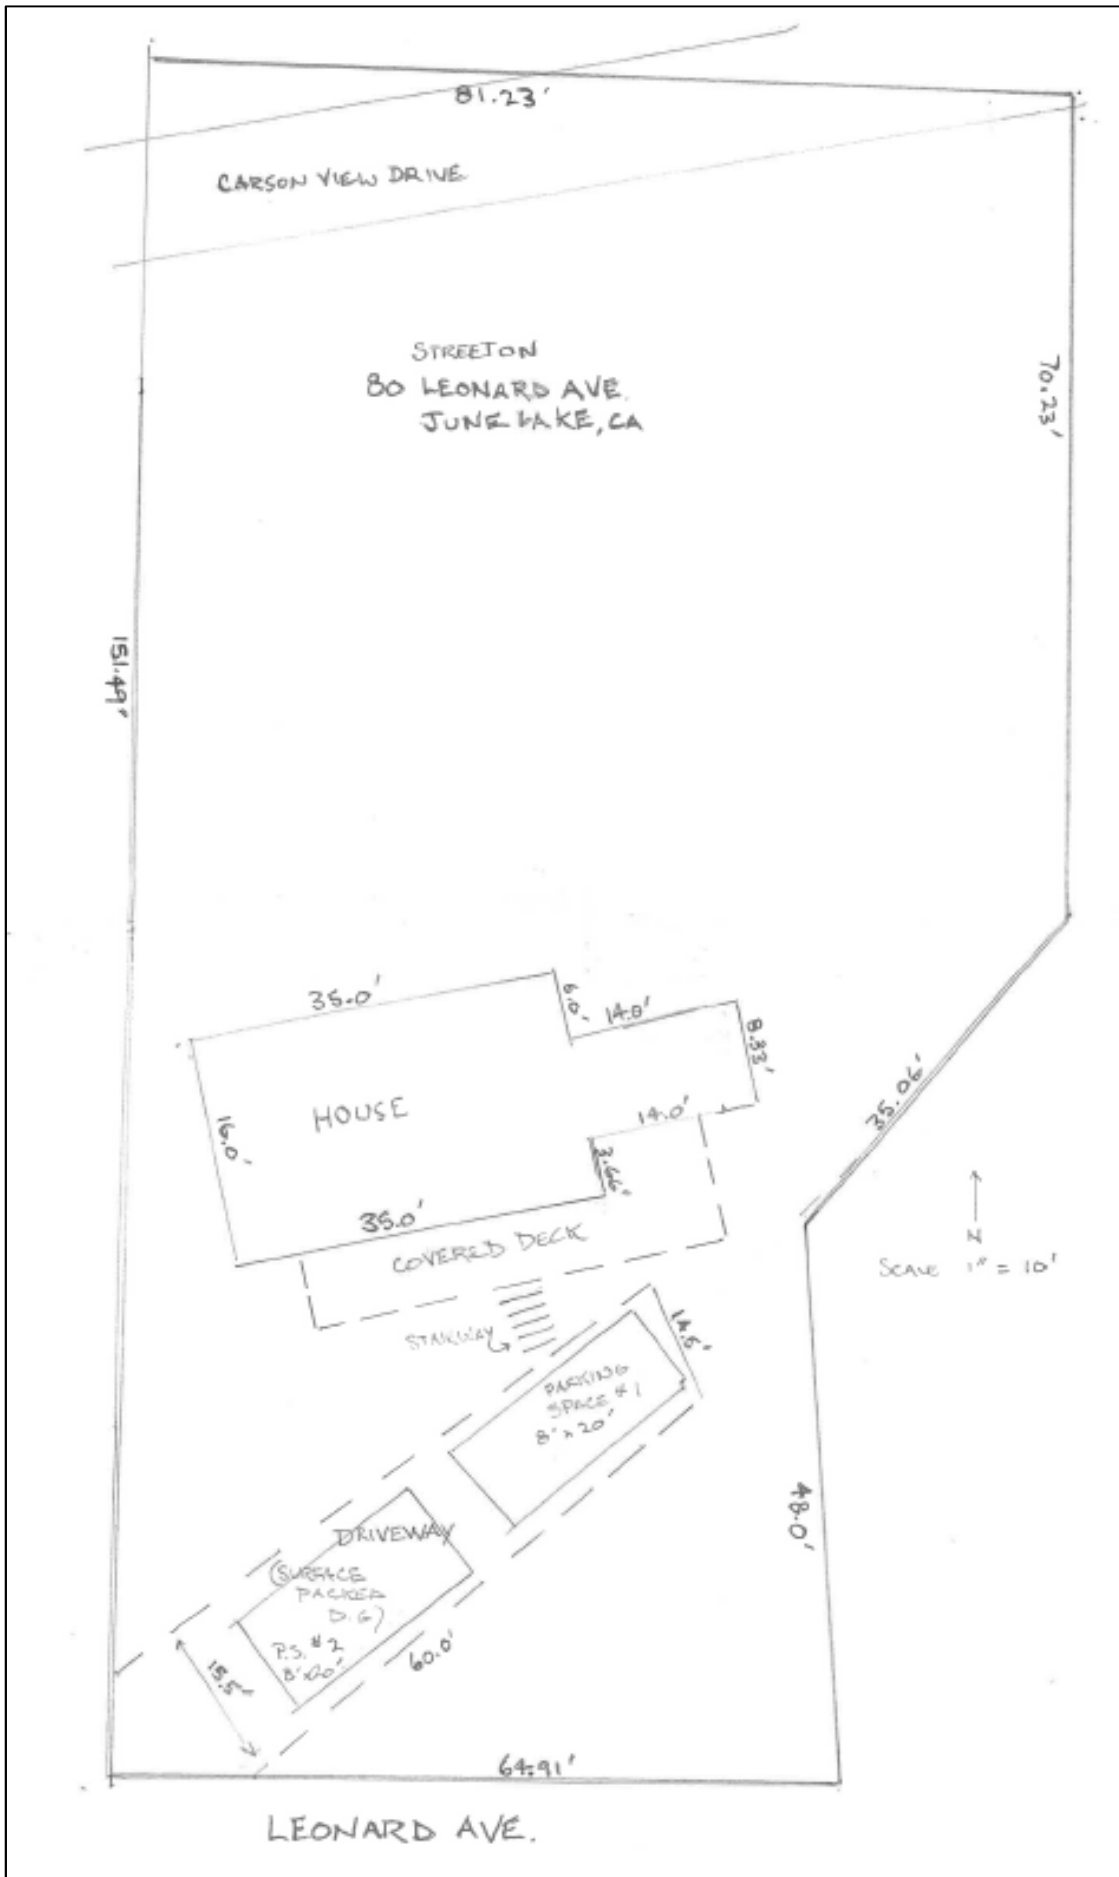 81.23'
CARSON VIEW DRIVE
STREETON
80 LEONARD AVE.
JUNE LAKE, CA
70.23'
151.49'
35.0'
6.0'
14.0'
8.33'
HOUSE
16.0'
14.0'
3.66'
35.06'
35.0'
COVERED DECK
N
SCALE 1" = 10'
STAIRWAY
14.5'
PARKING
SPACE #1
8' x 20'
48.0'
DRIVEWAY
(SURFACE
PACKED
D.G)
P.S. #2
8' x 20'
15.5'
60.0'
64.91'
LEONARD AVE.